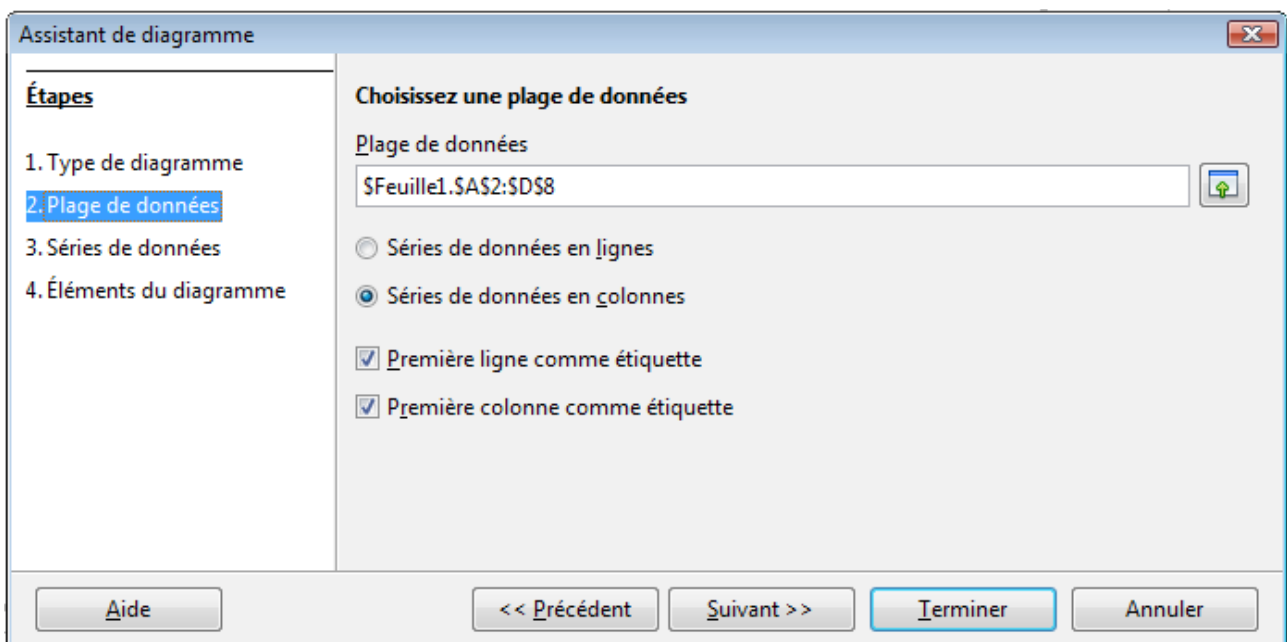 Assistant de diagramme
Étapes
1. Type de diagramme
2. Plage de données
3. Séries de données
4. Éléments du diagramme
Choisissez une plage de données
Plage de données
$Feuille1.$A$2:$D$8
Séries de données en lignes
Séries de données en colonnes
Première ligne comme étiquette
Première colonne comme étiquette
Aide
<< Précédent
Suivant >>
Terminer
Annuler